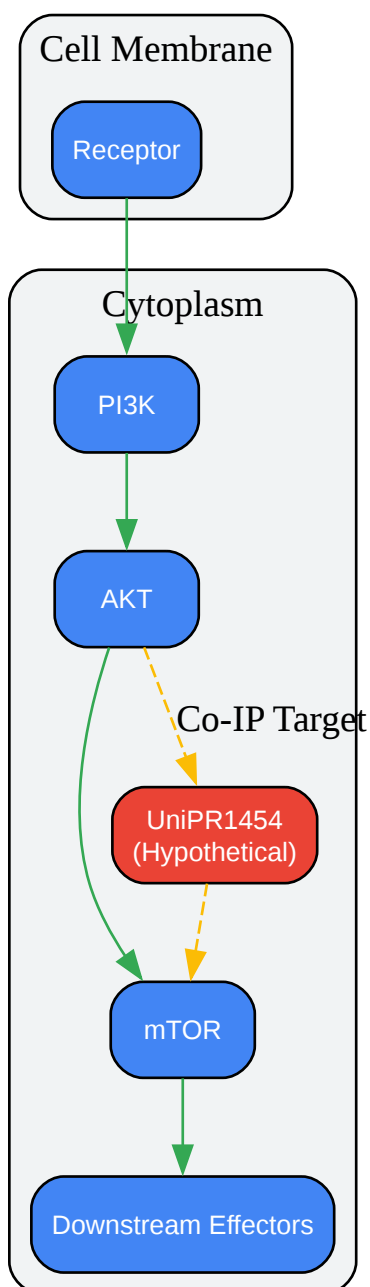 Cell Membrane
Receptor
Cytoplasm
PI3K
AKT
Co-IP Target
UniPR1454
(Hypothetical)
mTOR
Downstream Effectors